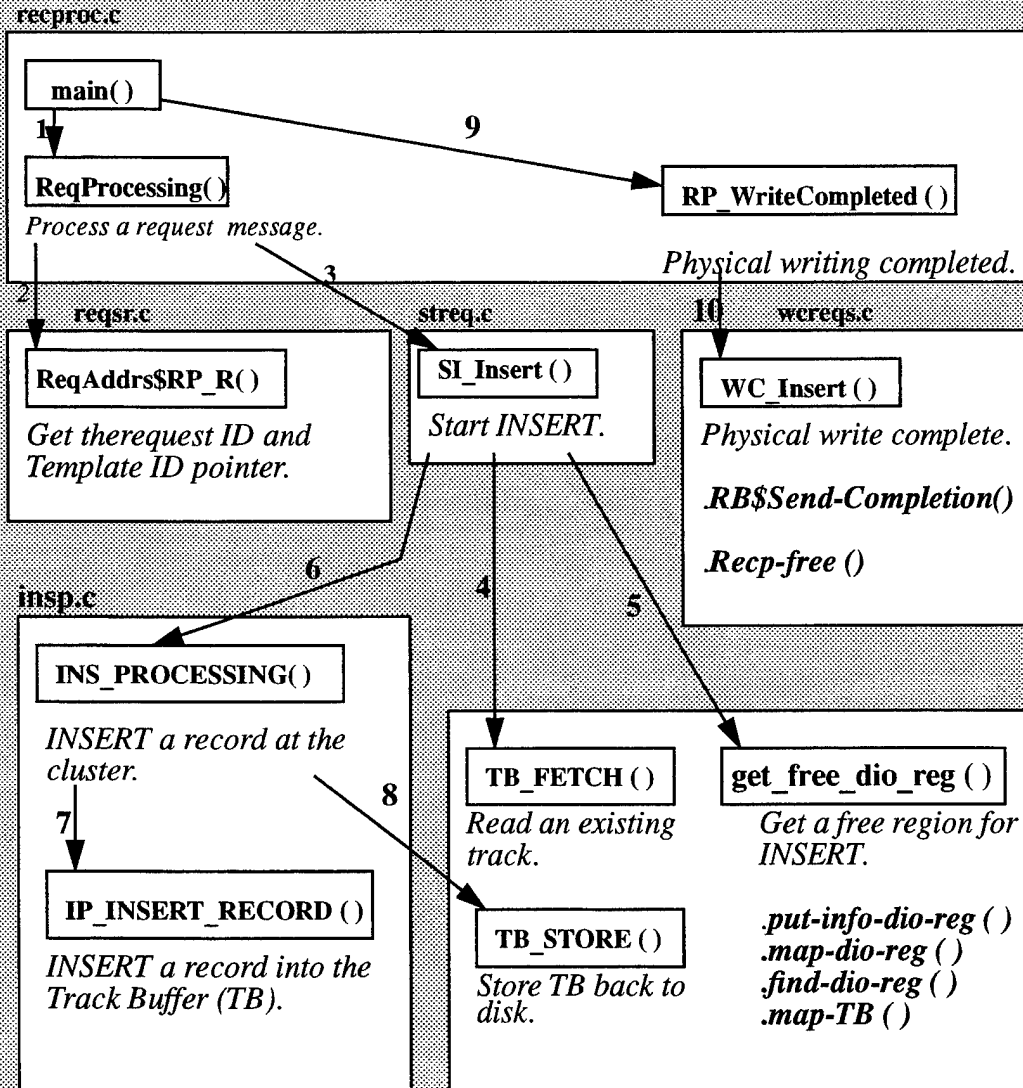 recproc.c
main( )
1
9
ReqProcessing( )
RP_WriteCompleted ( )
Process a request message.
Physical writing completed.
2
3
10
reqsr.c
streq.c
wcreqs.c
ReqAddrs$RP_R( )
SI_Insert ( )
WC_Insert ( )
Get therequest ID and
Template ID pointer.
Start INSERT.
Physical write complete.
.RB$Send-Completion()
.Recp-free ()
6
4
5
insp.c
INS_PROCESSING( )
INSERT a record at the
cluster.
7
8
TB_FETCH ( )
get_free_dio_reg ( )
Read an existing
track.
Get a free region for
INSERT.
IP_INSERT_RECORD ( )
TB_STORE ( )
INSERT a record into the
Track Buffer (TB).
Store TB back to
disk.
.put-info-dio-reg ( )
.map-dio-reg ( )
.find-dio-reg ( )
.map-TB ( )